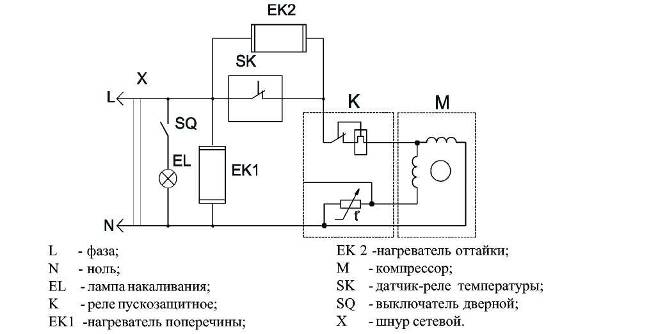 EK2
SK
X
L
K
M
SQ
EL
EK1
r
N
L - фаза;
N - ноль;
EL - лампа накаливания;
K - реле пускозащитное;
EK1 -нагреватель поперечины;
EK 2 -нагреватель оттайки;
M - компрессор;
SK - датчик-реле температуры;
SQ - выключатель дверной;
X - шнур сетевой.